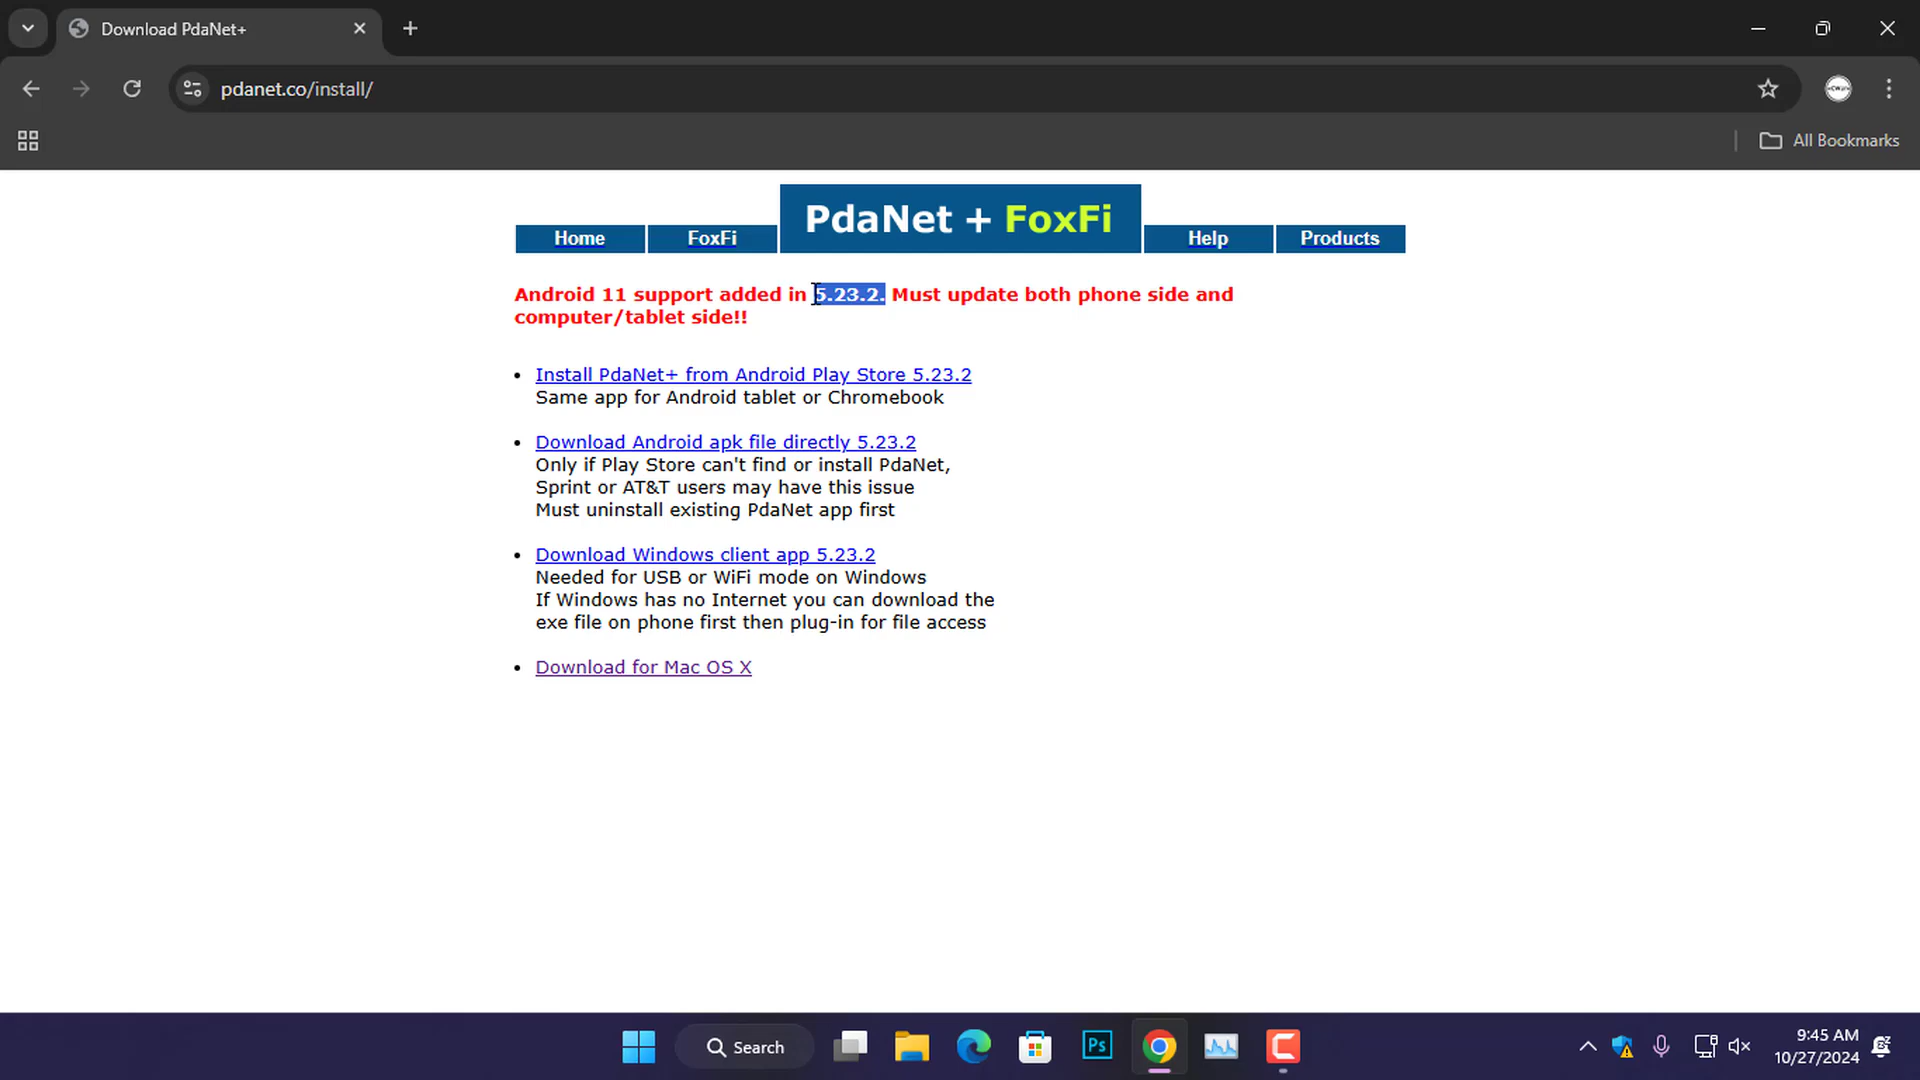 Download PdaNet+
pdanet.co/install/
All Bookmarks
PdaNet + FoxFi
Home
FoxFi
Help
Products
Android 11 support added in 5.23.2. Must update both phone side and
computer/tablet side!!
• Install PdaNet+ from Android Play Store 5.23.2
Same app for Android tablet or Chromebook
• Download Android apk file directly 5.23.2
Only if Play Store can't find or install PdaNet,
Sprint or AT&T users may have this issue
Must uninstall existing PdaNet app first
• Download Windows client app 5.23.2
Needed for USB or WiFi mode on Windows
If Windows has no Internet you can download the
exe file on phone first then plug-in for file access
• Download for Mac OS X
Search
Ps
9:45 AM
10/27/2024